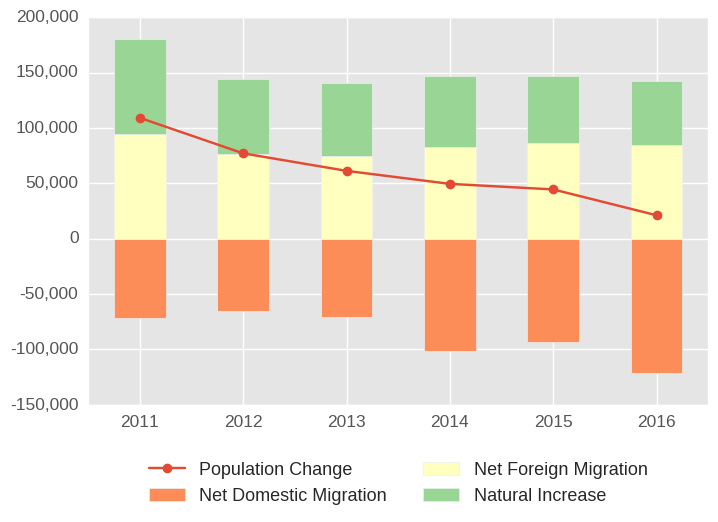 200,000
150,000
100,000
50,000
0
-50,000
-100,000
-150,000
2011 2012 2013 2014 2015 2016
Population Change Net Foreign Migration
Net Domestic Migration Natural Increase